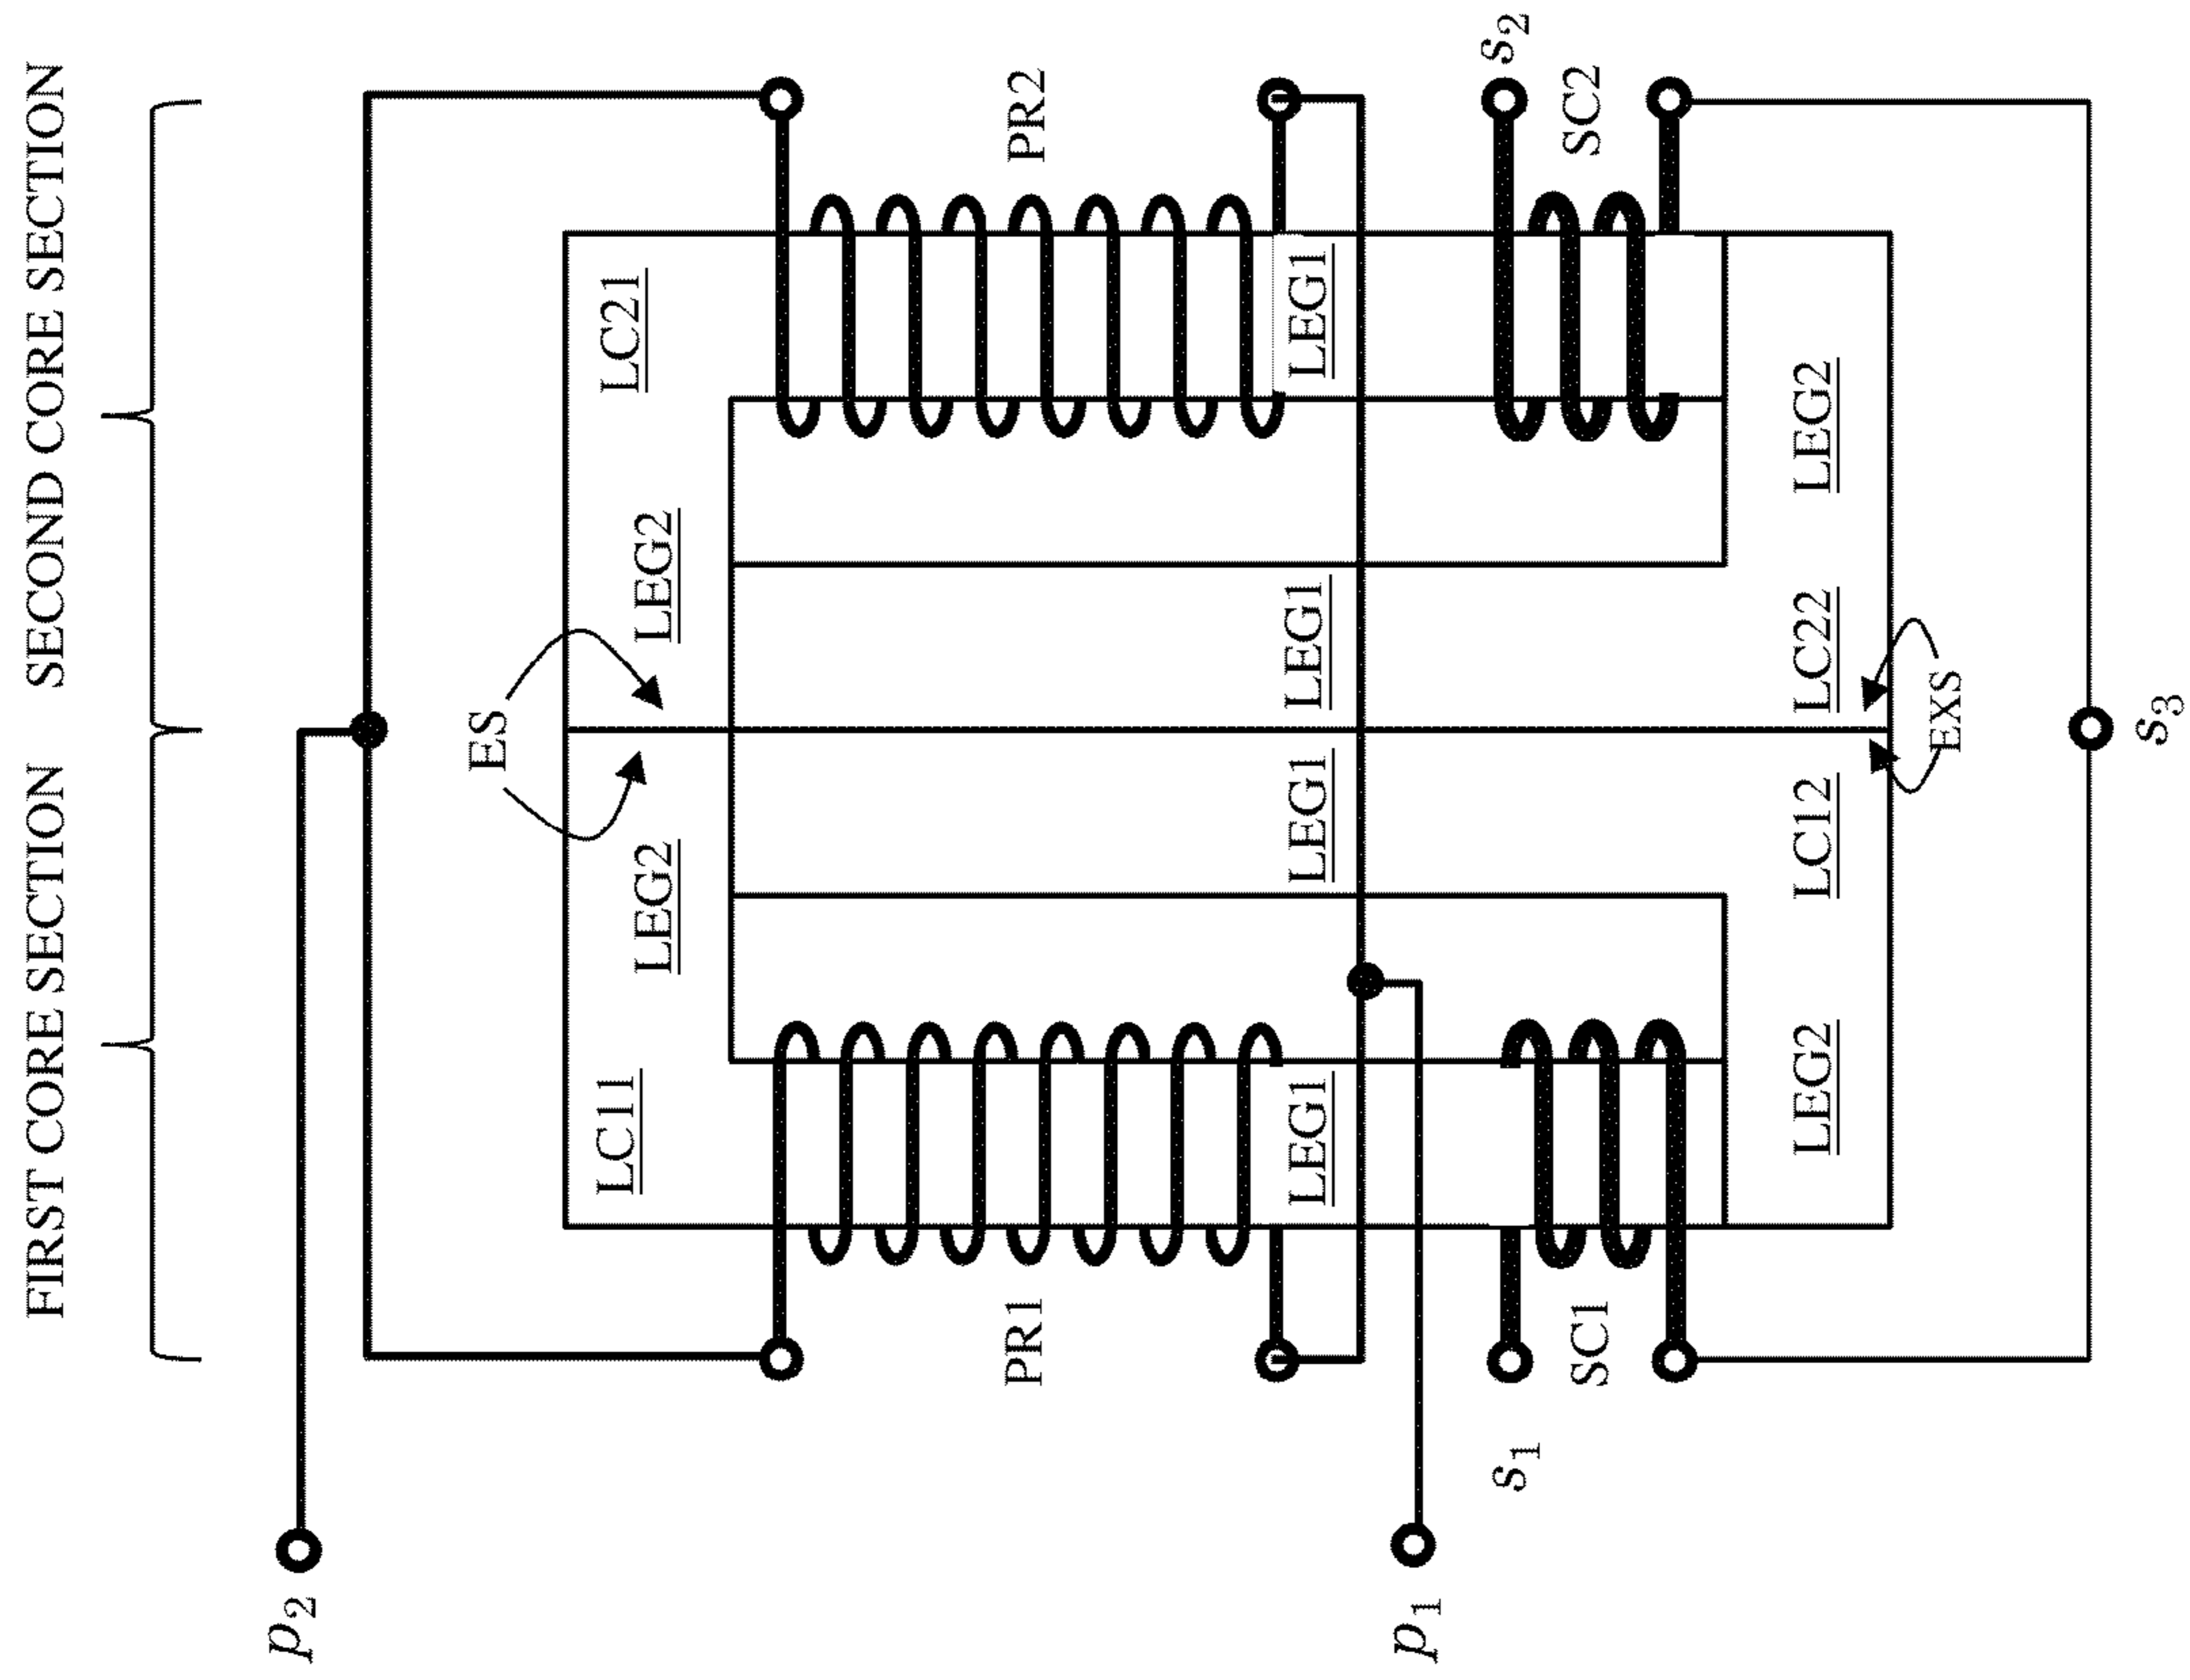 FIRST CORE SECTION
SECOND CORE SECTION
p2
ES
LC11
LEG2
LEG2
LC21
PR1
PR2
LEG1
LEG1
LEG1
LEG1
p1
s1
SC1
s2
SC2
LEG2
LC12
LC22
LEG2
EXS
s3